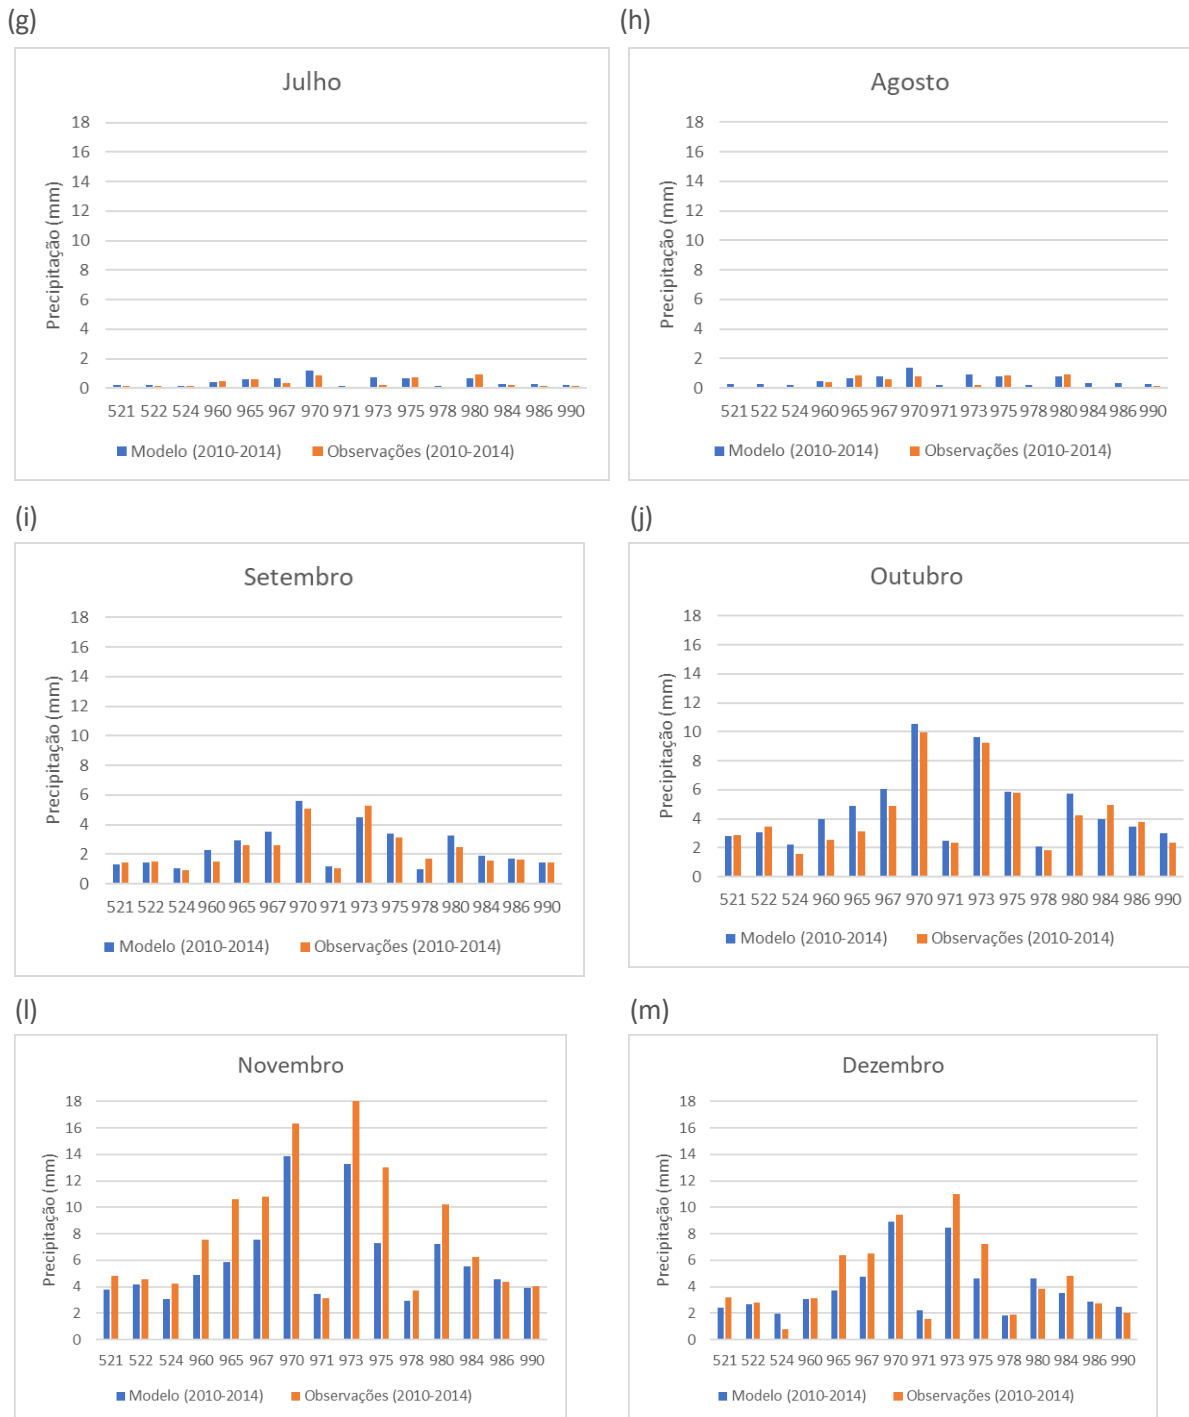 (g)
Julho
Precipitação (mm)
18
16
14
12
10
8
6
4
2
0
521 522 524 960 965 967 970 971 973 975 978 980 984 986 990
Modelo (2010-2014) Observações (2010-2014)
(h)
Agosto
Precipitação (mm)
18
16
14
12
10
8
6
4
2
0
521 522 524 960 965 967 970 971 973 975 978 980 984 986 990
Modelo (2010-2014) Observações (2010-2014)
(i)
Setembro
Precipitação (mm)
18
16
14
12
10
8
6
4
2
0
521 522 524 960 965 967 970 971 973 975 978 980 984 986 990
Modelo (2010-2014) Observações (2010-2014)
(j)
Outubro
Precipitação (mm)
18
16
14
12
10
8
6
4
2
0
521 522 524 960 965 967 970 971 973 975 978 980 984 986 990
Modelo (2010-2014) Observações (2010-2014)
(l)
Novembro
Precipitação (mm)
18
16
14
12
10
8
6
4
2
0
521 522 524 960 965 967 970 971 973 975 978 980 984 986 990
Modelo (2010-2014) Observações (2010-2014)
(m)
Dezembro
Precipitação (mm)
18
16
14
12
10
8
6
4
2
0
521 522 524 960 965 967 970 971 973 975 978 980 984 986 990
Modelo (2010-2014) Observações (2010-2014)